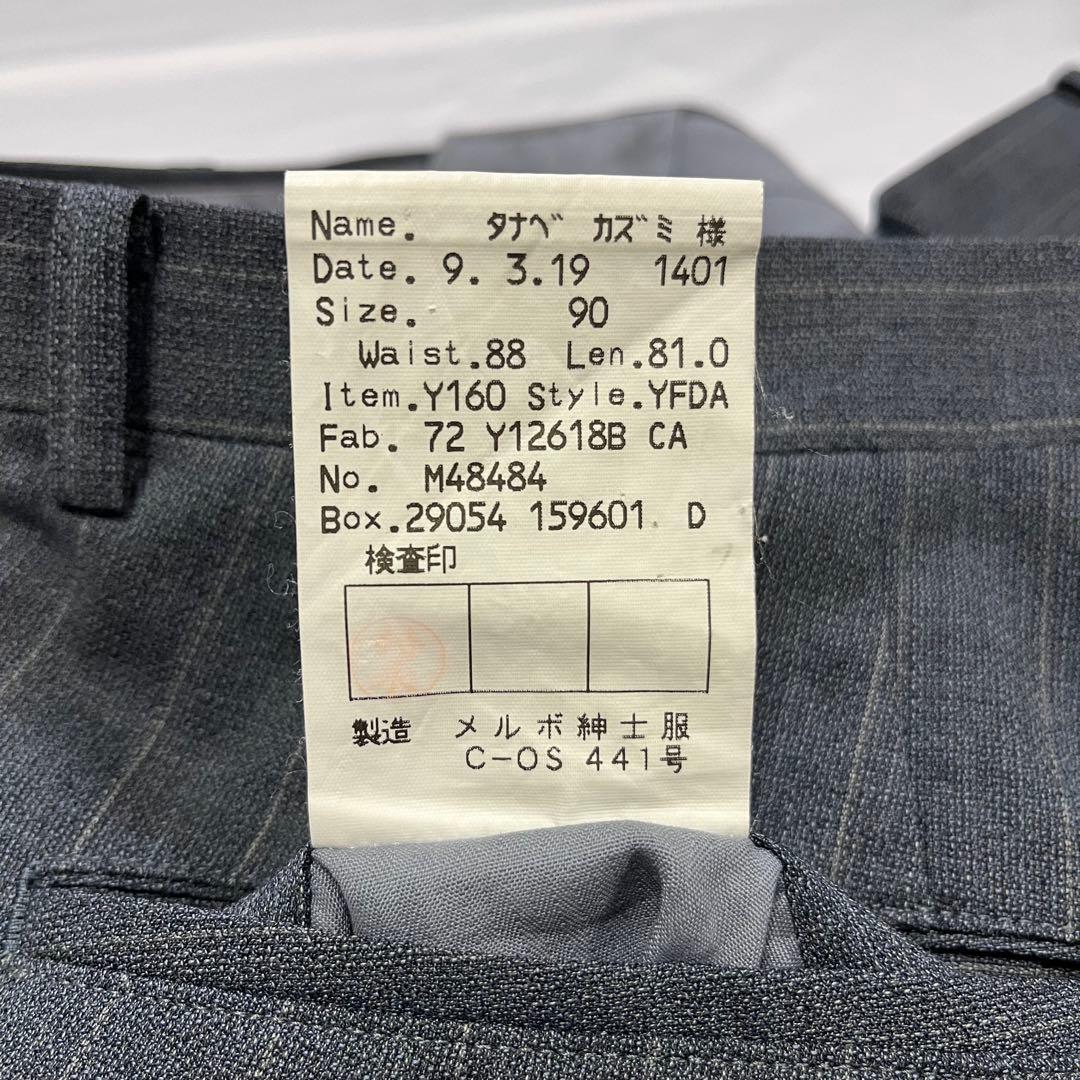 Name. タナベ カズミ 様
Date. 9. 3.19 1401
Size. 90
Waist.88 Len.81.0
Item.Y160 Style.YFDA
Fab. 72 Y12618B CA
No. M48484
Box.29054 159601 D
検査印
製造 メルボ紳士服
C-OS 441号